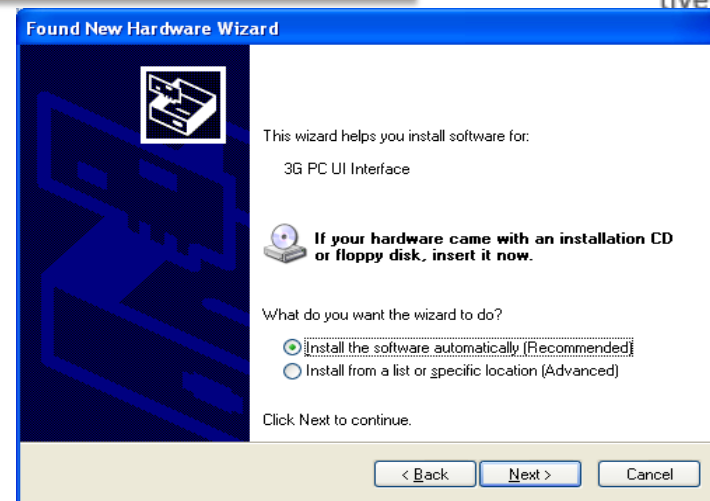 Found New Hardware Wizard
This wizard helps you install software for:
3G PC UI Interface
If your hardware came with an installation CD
or floppy disk, insert it now.
What do you want the wizard to do?
Install the software automatically (Recommended)
Install from a list or specific location (Advanced)
Click Next to continue.
< Back Next > Cancel